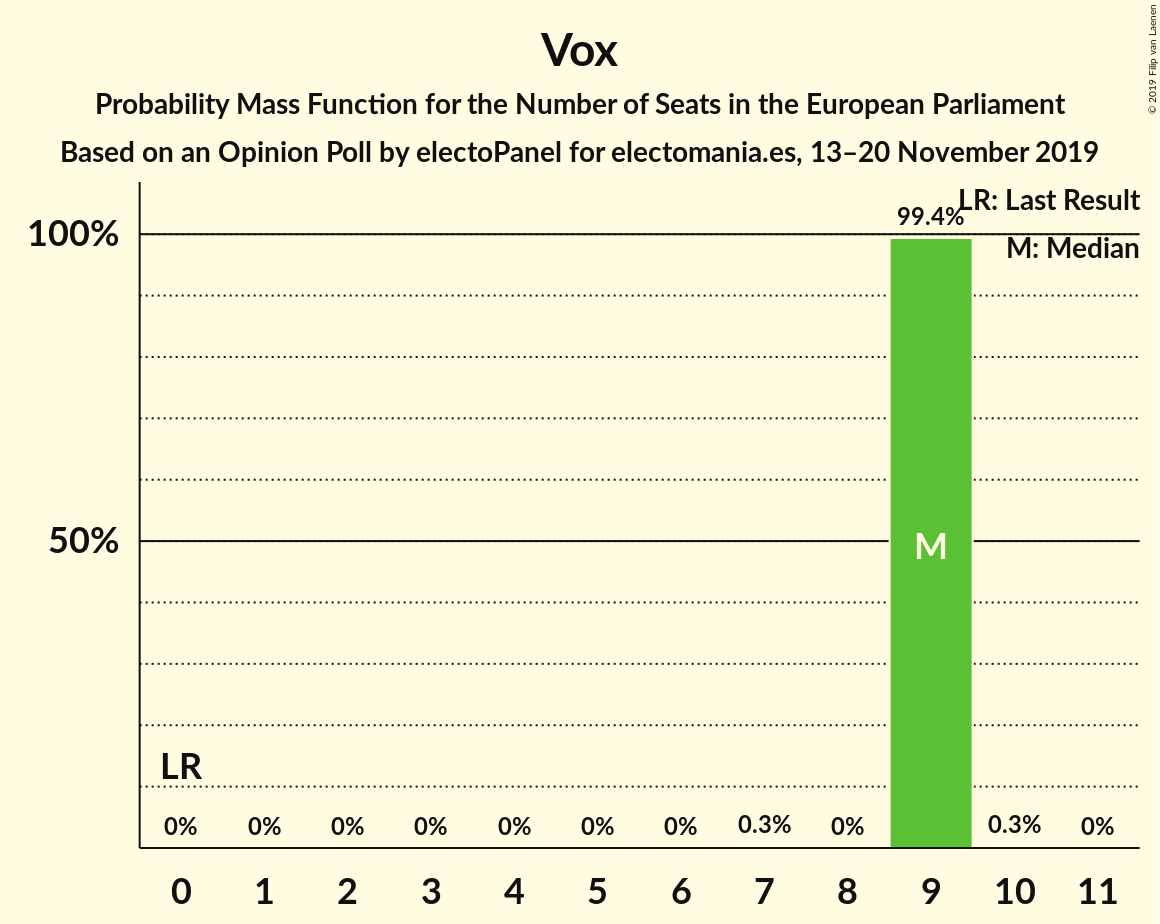 Vox
Probability Mass Function for the Number of Seats in the European Parliament
Based on an Opinion Poll by electoPanel for electomania.es, 13–20 November 2019
© 2019 Filip van Laenen
LR: Last Result
M: Median
99.4%
100%
50%
M
LR
0% 0% 0% 0% 0% 0% 0% 0.3% 0% 0.3% 0%
0 1 2 3 4 5 6 7 8 9 10 11